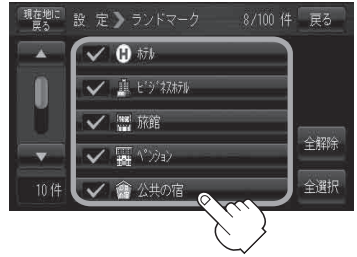 現在地に
戻る
設 定 ランドマーク 8/100 件 戻る
H ﾎﾃﾙ
ﾋﾞｼﾞﾈｽﾎﾃﾙ
旅館
ﾍﾟﾝｼｮﾝ
公共の宿
全解除
全選択
10 件